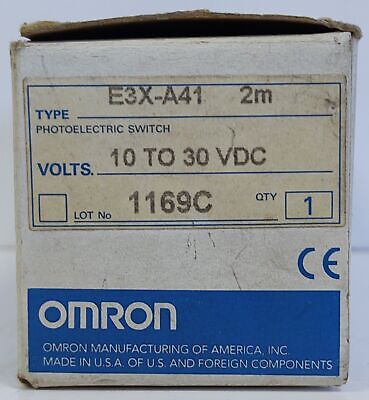 E3X-A41 2m
TYPE
PHOTOELECTRIC SWITCH
VOLTS. 10 TO 30 VDC
LOT No 1169C QTY 1
CE
OMRON
OMRON MANUFACTURING OF AMERICA, INC.
MADE IN U.S.A. OF U.S. AND FOREIGN COMPONENTS